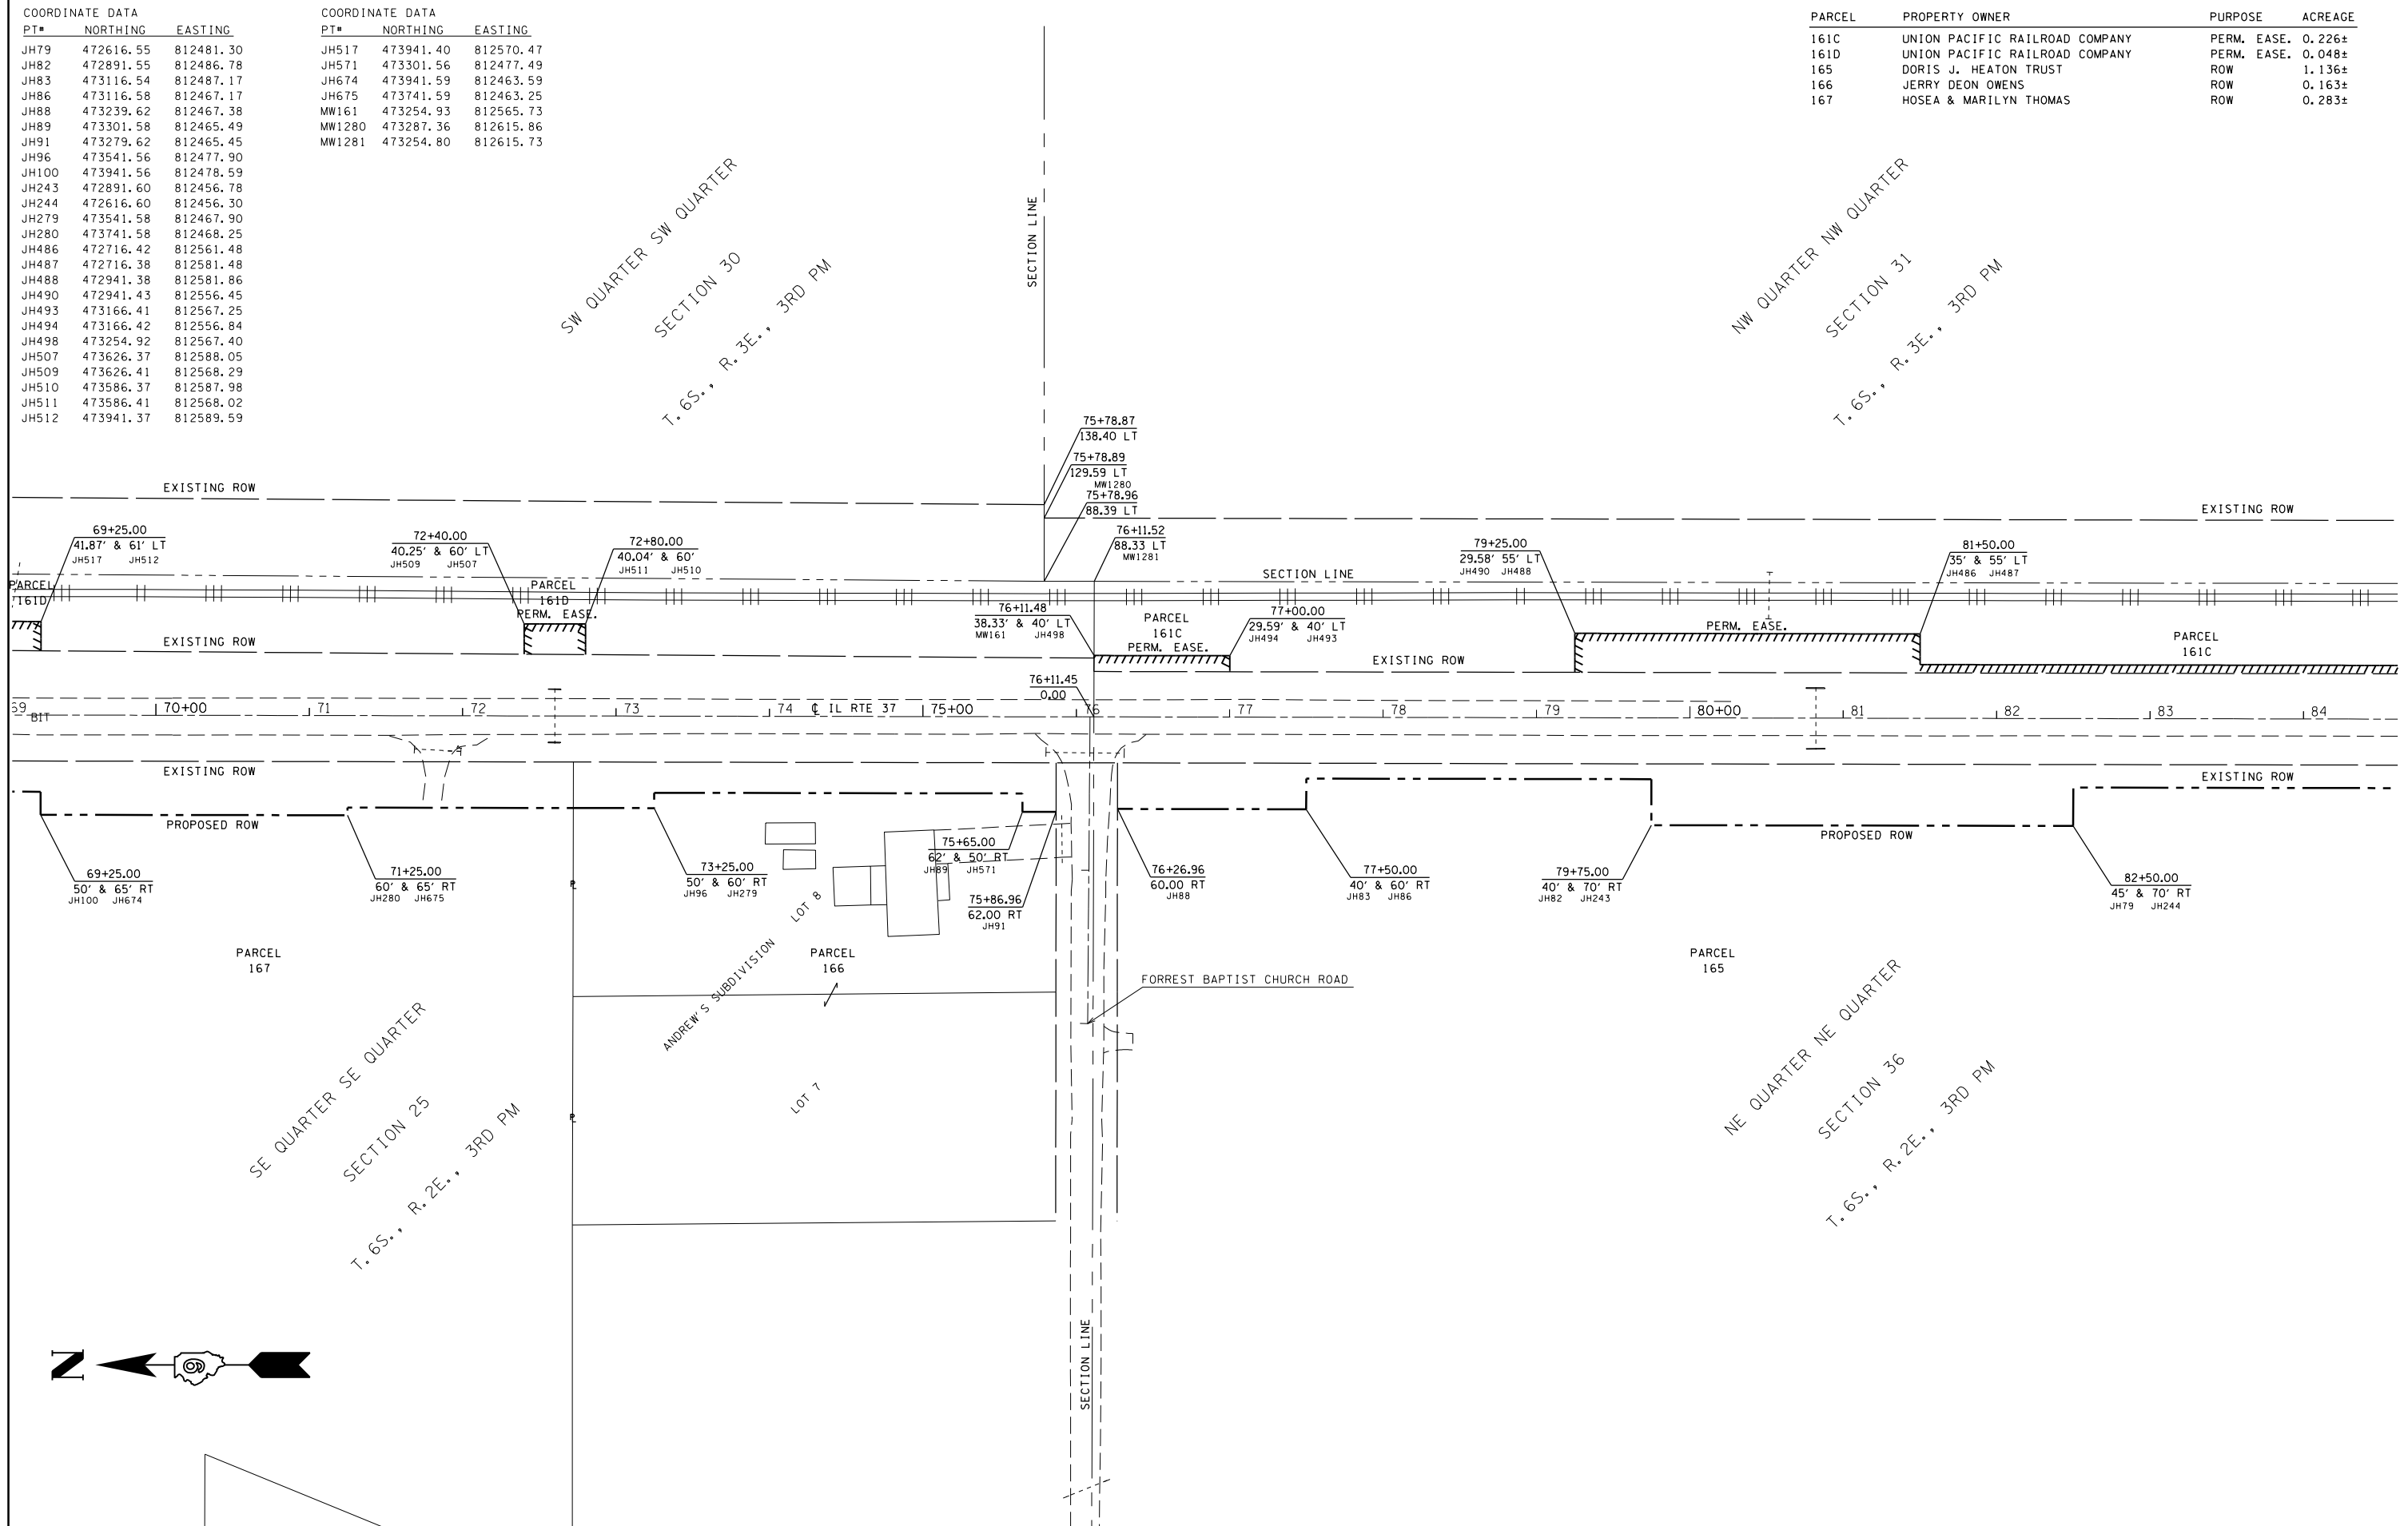 COORDINATE DATA
PT# NORTHING EASTING
JH79 472616.55 812481.30
JH82 472891.55 812486.78
JH83 473116.54 812487.17
JH86 473116.58 812467.17
JH88 473239.62 812467.38
JH89 473301.58 812465.49
JH91 473279.62 812465.45
JH96 473541.56 812477.90
JH100 473941.56 812478.59
JH243 472891.60 812456.78
JH244 472616.60 812456.30
JH279 473541.58 812467.90
JH280 473741.58 812468.25
JH486 472716.42 812561.48
JH487 472716.38 812581.48
JH488 472941.38 812581.86
JH490 472941.43 812556.45
JH493 473166.41 812567.25
JH494 473166.42 812556.84
JH498 473254.92 812567.40
JH507 473626.37 812588.05
JH509 473626.41 812568.29
JH510 473586.37 812587.98
JH511 473586.41 812568.02
JH512 473941.37 812589.59
COORDINATE DATA
PT# NORTHING EASTING
JH517 473941.40 812570.47
JH571 473301.56 812477.49
JH674 473941.59 812463.59
JH675 473741.59 812463.25
MW161 473254.93 812565.73
MW1280 473287.36 812615.86
MW1281 473254.80 812615.73
PARCEL PROPERTY OWNER PURPOSE ACREAGE
161C UNION PACIFIC RAILROAD COMPANY PERM. EASE. 0.226±
161D UNION PACIFIC RAILROAD COMPANY PERM. EASE. 0.048±
165 DORIS J. HEATON TRUST ROW 1.136±
166 JERRY DEON OWENS ROW 0.163±
167 HOSEA & MARILYN THOMAS ROW 0.283±
SW QUARTER SW QUARTER
SECTION 30
T. 6S., R. 3E., 3RD PM
SECTION LINE
NW QUARTER NW QUARTER
SECTION 31
T. 6S., R. 3E., 3RD PM
75+78.87
138.40 LT
75+78.89
129.59 LT
MW1280
75+78.96
88.39 LT
EXISTING ROW
EXISTING ROW
69+25.00
41.87' & 61' LT
JH517 JH512
72+40.00
40.25' & 60' LT
JH509 JH507
72+80.00
40.04' & 60'
JH511 JH510
76+11.52
88.33 LT
MW1281
79+25.00
29.58' 55' LT
JH490 JH488
81+50.00
35' & 55' LT
JH486 JH487
SECTION LINE
PARCEL
161D
PARCEL
161D
PERM. EASE.
76+11.48
38.33' & 40' LT
MW161 JH498
PARCEL
161C
PERM. EASE.
77+00.00
29.59' & 40' LT
JH494 JH493
PERM. EASE.
PARCEL
161C
EXISTING ROW
EXISTING ROW
76+11.45
0.00
69 BIT 70+00 71 72 73 74 ℄ IL RTE 37 75+00 76 77 78 79 80+00 81 82 83 84
EXISTING ROW
EXISTING ROW
PROPOSED ROW
PROPOSED ROW
69+25.00
50' & 65' RT
JH100 JH674
71+25.00
60' & 65' RT
JH280 JH675
73+25.00
50' & 60' RT
JH96 JH279
75+65.00
62' & 50' RT
JH89 JH571
75+86.96
62.00 RT
JH91
76+26.96
60.00 RT
JH88
77+50.00
40' & 60' RT
JH83 JH86
79+75.00
40' & 70' RT
JH82 JH243
82+50.00
45' & 70' RT
JH79 JH244
PL
LOT 8
PARCEL
167
PARCEL
166
PARCEL
165
ANDREW'S SUBDIVISION
FORREST BAPTIST CHURCH ROAD
SE QUARTER SE QUARTER
SECTION 25
T. 6S., R. 2E., 3RD PM
PL
LOT 7
NE QUARTER NE QUARTER
SECTION 36
T. 6S., R. 2E., 3RD PM
SECTION LINE
N